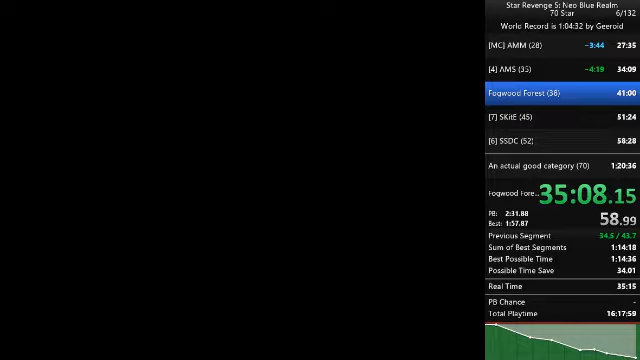 Star Revenge 5: Neo Blue Realm
70 Star 6/132
World Record is 1:04:32 by Geeroid
[MC] AMM (28) −3:44 27:35
[4] AMS (35) −4:19 34:09
Fogwood Forest (38) 41:00
[7] SKitE (45) 51:24
[6] SSDC (52) 58:28
An actual good category (70) 1:20:36
Fogwood Fore... 35:08.15
PB: 2:31.88
Best: 1:57.87 58.99
Previous Segment 34.5 / 43.7
Sum of Best Segments 1:14:18
Best Possible Time 1:14:36
Possible Time Save 34.01
Real Time 35:15
PB Chance -
Total Playtime 16:17:59